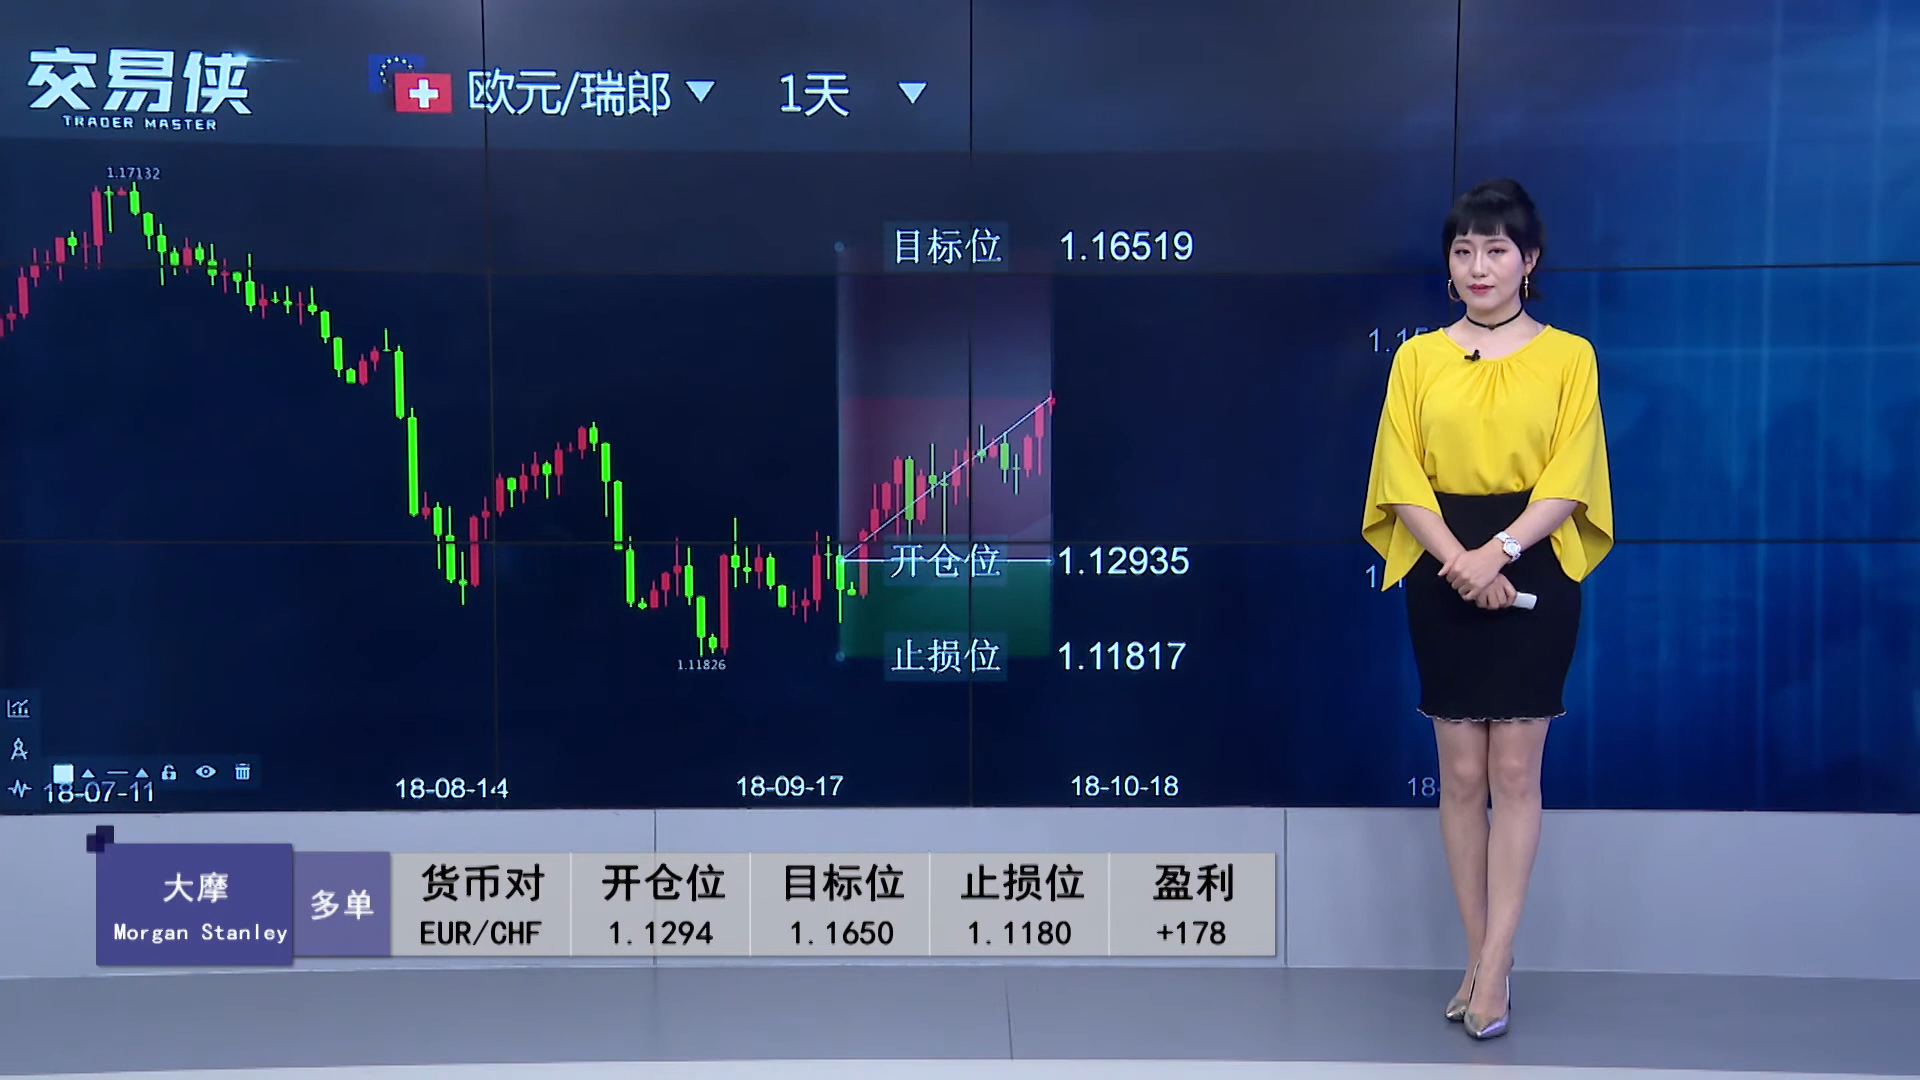 交易侠
TRADER MASTER
欧元/瑞郎
1天
1.17132
目标位 1.16519
开仓位 1.12935
止损位 1.11817
1.11826
18-07-11
18-08-14
18-09-17
18-10-18
18-
大摩
Morgan Stanley
多单
货币对 开仓位 目标位 止损位 盈利
EUR/CHF 1.1294 1.1650 1.1180 +178